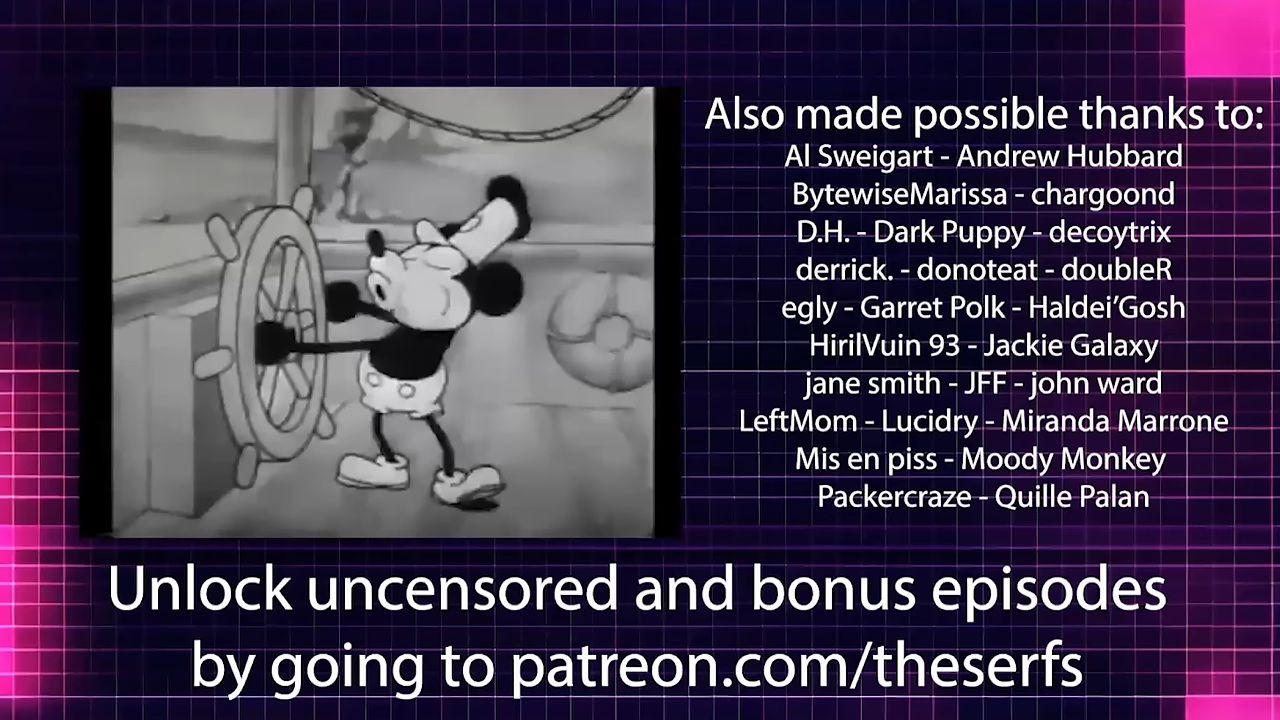 Also made possible thanks to:
Al Sweigart - Andrew Hubbard
BytewiseMarissa - chargoond
D.H. - Dark Puppy - decoytrix
derrick. - donoteat - doubleR
egly - Garret Polk - Haldei’Gosh
HirilVuin 93 - Jackie Galaxy
jane smith - JFF - john ward
LeftMom - Lucidry - Miranda Marrone
Mis en piss - Moody Monkey
Packercraze - Quille Palan
Unlock uncensored and bonus episodes
by going to patreon.com/theserfs